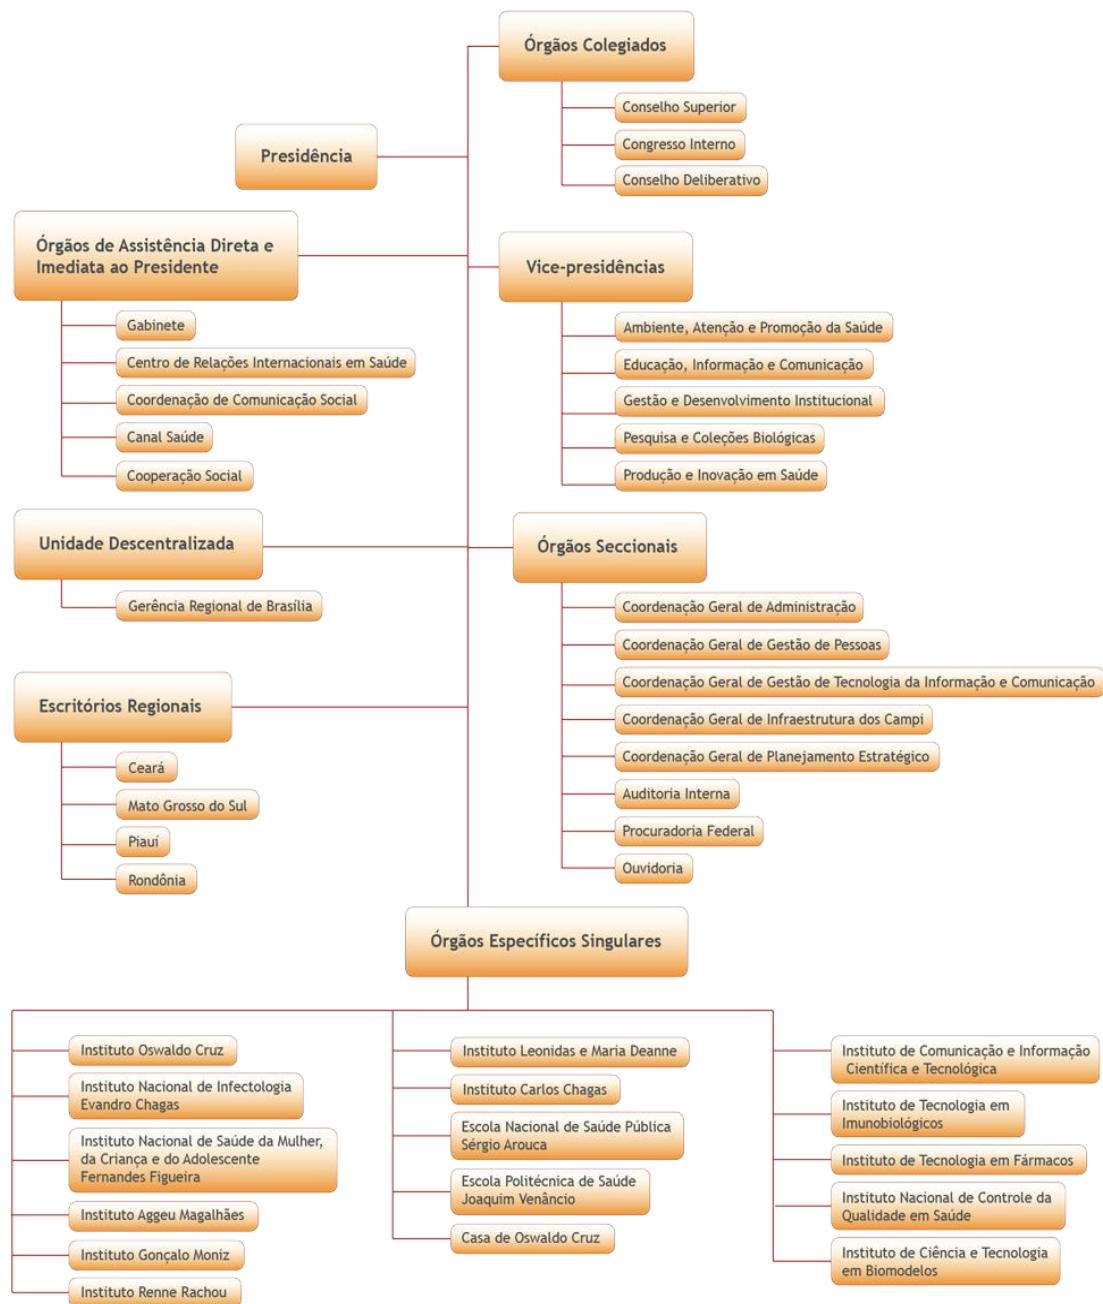 Órgãos Colegiados
Conselho Superior
Congresso Interno
Conselho Deliberativo
Presidência
Órgãos de Assistência Direta e
Imediata ao Presidente
Gabinete
Centro de Relações Internacionais em Saúde
Coordenação de Comunicação Social
Canal Saúde
Cooperação Social
Vice-presidências
Ambiente, Atenção e Promoção da Saúde
Educação, Informação e Comunicação
Gestão e Desenvolvimento Institucional
Pesquisa e Coleções Biológicas
Produção e Inovação em Saúde
Unidade Descentralizada
Gerência Regional de Brasília
Órgãos Seccionais
Coordenação Geral de Administração
Coordenação Geral de Gestão de Pessoas
Coordenação Geral de Gestão de Tecnologia da Informação e Comunicação
Coordenação Geral de Infraestrutura dos Campi
Coordenação Geral de Planejamento Estratégico
Auditoria Interna
Procuradoria Federal
Ouvidoria
Escritórios Regionais
Ceará
Mato Grosso do Sul
Piauí
Rondônia
Órgãos Específicos Singulares
Instituto Oswaldo Cruz
Instituto Nacional de Infectologia
Evandro Chagas
Instituto Nacional de Saúde da Mulher,
da Criança e do Adolescente
Fernandes Figueira
Instituto Aggeu Magalhães
Instituto Gonçalo Moniz
Instituto Renne Rachou
Instituto Leonidas e Maria Deanne
Instituto Carlos Chagas
Escola Nacional de Saúde Pública
Sérgio Arouca
Escola Politécnica de Saúde
Joaquim Venâncio
Casa de Oswaldo Cruz
Instituto de Comunicação e Informação
Científica e Tecnológica
Instituto de Tecnologia em
Imunobiológicos
Instituto de Tecnologia em Fármacos
Instituto Nacional de Controle da
Qualidade em Saúde
Instituto de Ciência e Tecnologia
em Biomodelos